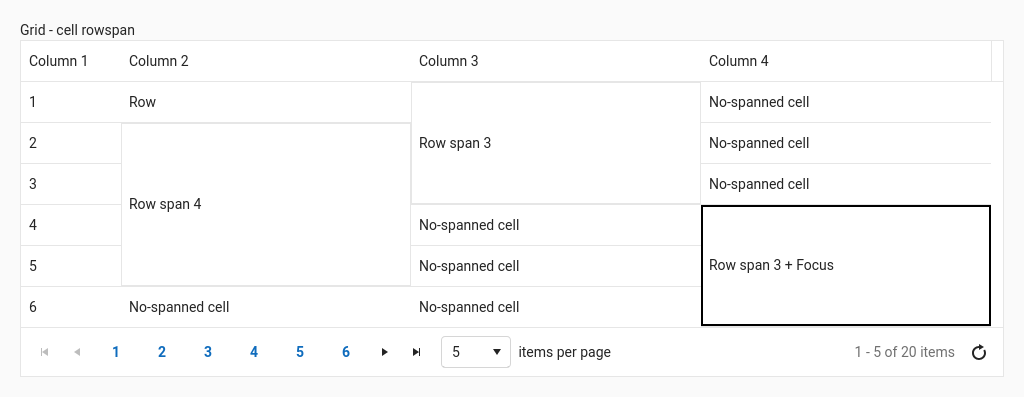 Grid - cell rowspan
Column 1 Column 2 Column 3 Column 4
1 Row No-spanned cell
2 Row span 3 No-spanned cell
3 No-spanned cell
Row span 4
4 No-spanned cell
5 No-spanned cell Row span 3 + Focus
6 No-spanned cell No-spanned cell
1 2 3 4 5 6 5 items per page 1 - 5 of 20 items